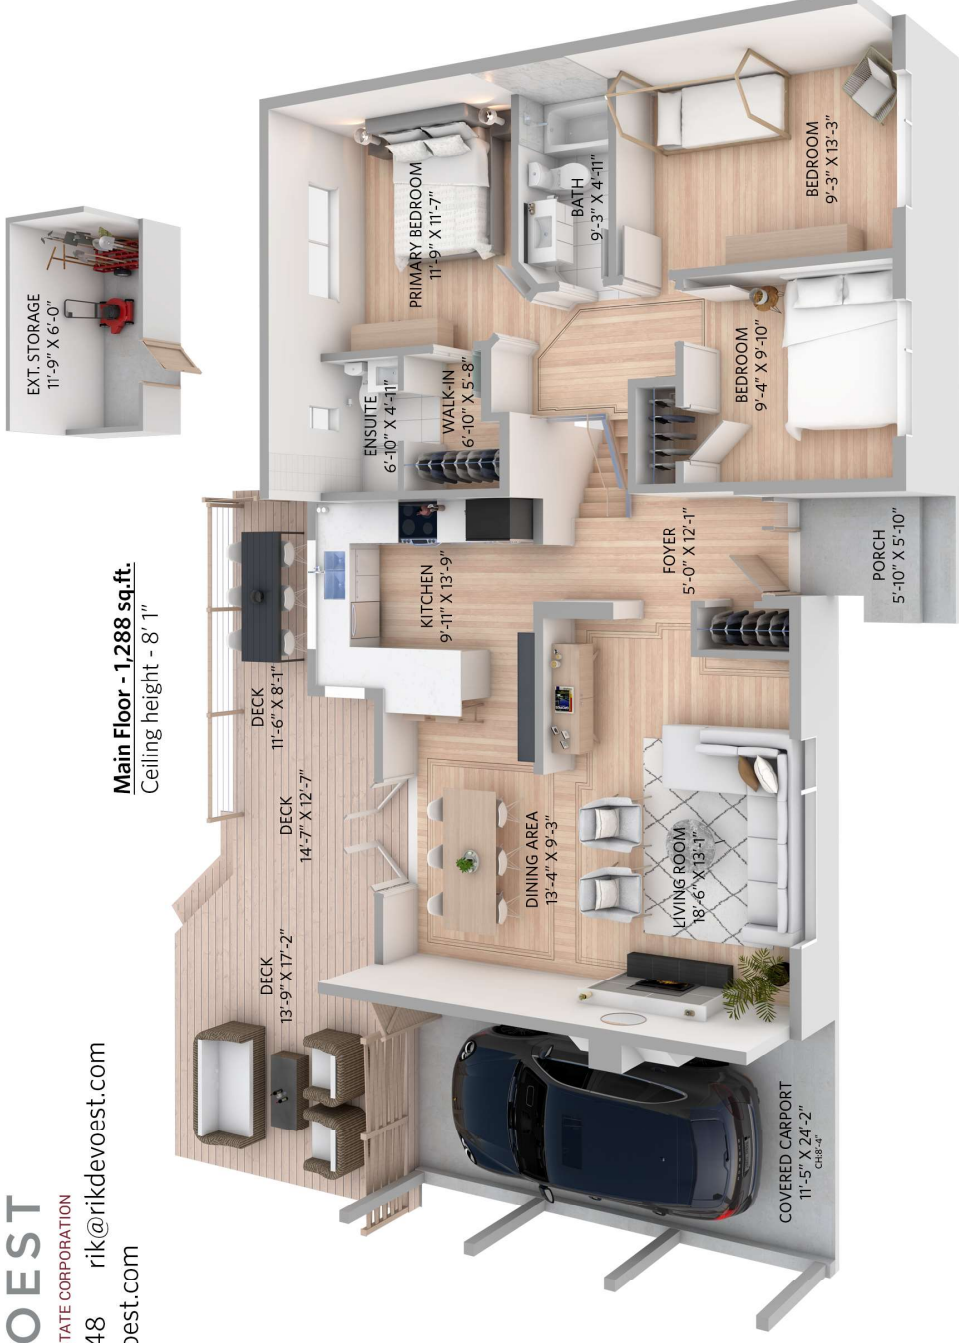 OEST
TATE CORPORATION
48 rik@rikdevoest.com
oest.com
Main Floor - 1,288 sq.ft.
Ceiling height - 8' 1"
EXT. STORAGE
11'-9" X 6'-0"
DECK
13'-9" X 17'-2"
DECK
14'-7" X 12'-7"
DECK
11'-6" X 8'-1"
KITCHEN
9'-11" X 13'-9"
ENSUITE
6'-10" X 4'-11"
WALK-IN
6'-10" X 5'-8"
PRIMARY BEDROOM
11'-9" X 11'-7"
DINING AREA
13'-4" X 9'-3"
BATH
9'-3" X 4'-11"
LIVING ROOM
18'-6" X 13'-1"
FOYER
5'-0" X 12'-1"
BEDROOM
9'-4" X 9'-10"
BEDROOM
9'-3" X 13'-3"
COVERED CARPORT
11'-5" X 24'-2"
CH:8'-4"
PORCH
5'-10" X 5'-10"